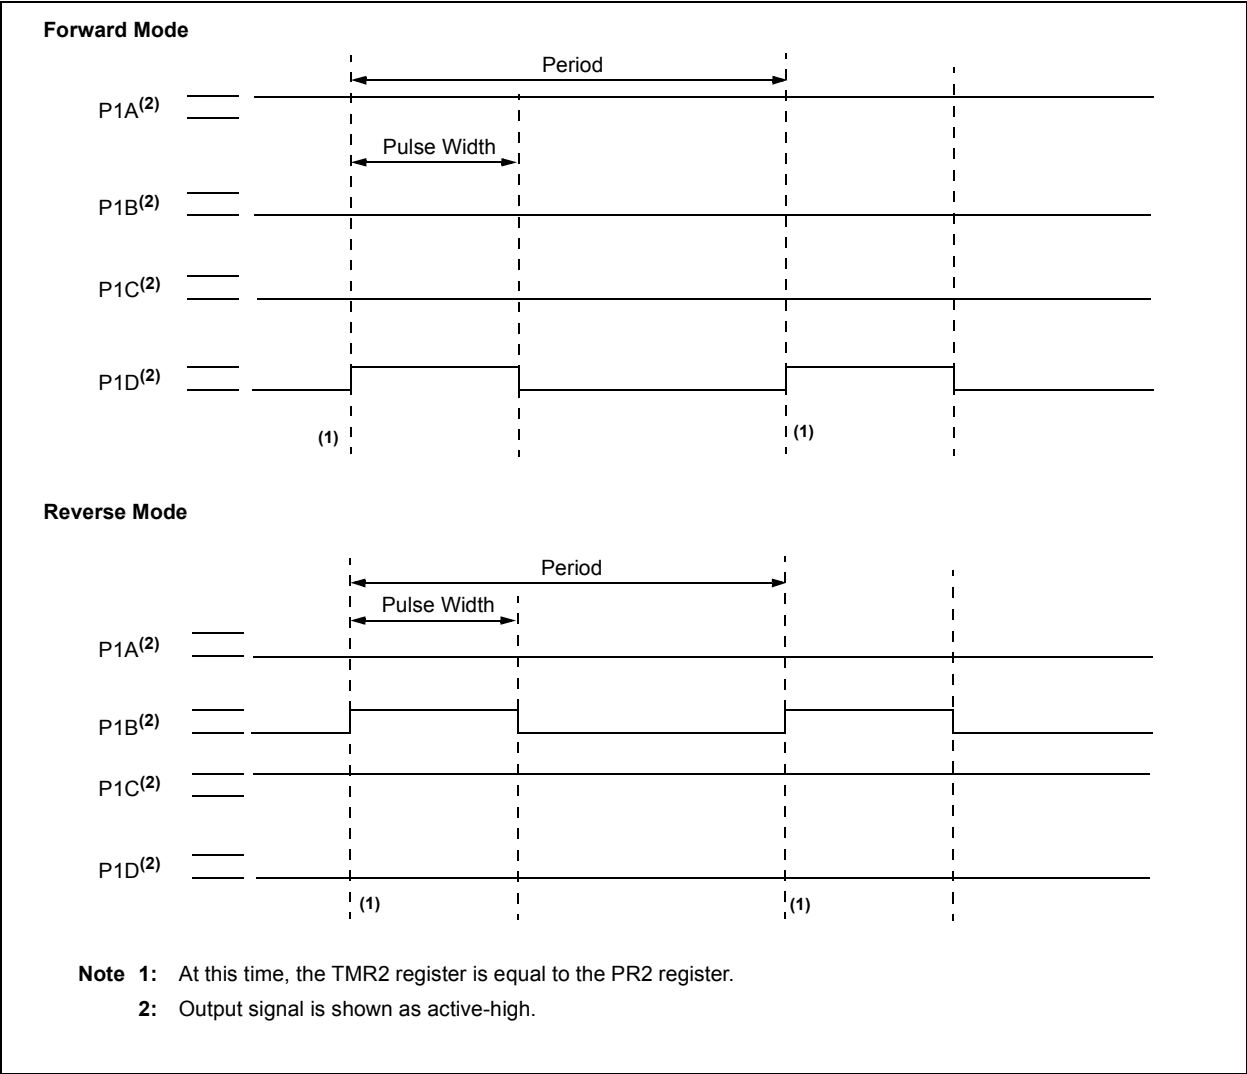 Forward Mode
Period
P1A(2)
Pulse Width
P1B(2)
P1C(2)
P1D(2)
(1) (1)
Reverse Mode
Period
Pulse Width
P1A(2)
P1B(2)
P1C(2)
P1D(2)
(1) (1)
Note 1: At this time, the TMR2 register is equal to the PR2 register.
2: Output signal is shown as active-high.